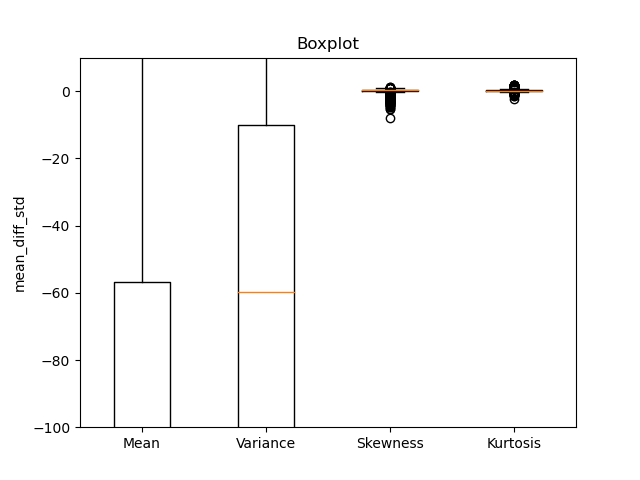 Boxplot
mean_diff_std
0
−20
−40
−60
−80
−100
Mean
Variance
Skewness
Kurtosis